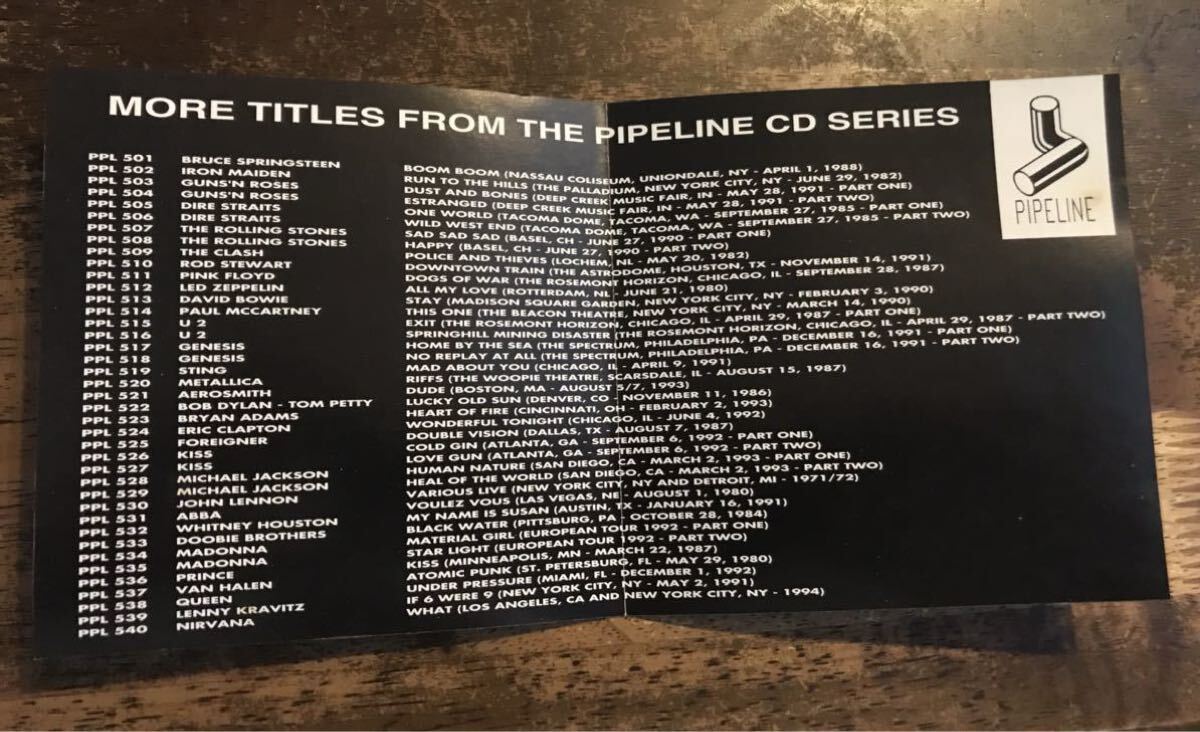 MORE TITLES FROM THE PIPELINE CD SERIES
PIPELINE
PPL 501 BRUCE SPRINGSTEEN BOOM BOOM (NASSAU COLISEUM, UNIONDALE, NY - APRIL 1, 1988)
PPL 502 IRON MAIDEN RUN TO THE HILLS (THE PALLADIUM, NEW YORK CITY, NY - JUNE 29, 1982)
PPL 503 GUNS'N ROSES DUST AND BONES (DEEP CREEK MUSIC FAIR, IN - MAY 28, 1991 - PART ONE)
PPL 504 GUNS'N ROSES ESTRANGED (DEEP CREEK MUSIC FAIR, IN - MAY 28, 1991 - PART TWO)
PPL 505 DIRE STRAITS ONE WORLD (TACOMA DOME, TACOMA, WA - SEPTEMBER 27, 1985 - PART ONE)
PPL 506 DIRE STRAITS WILD WEST END (TACOMA DOME, TACOMA, WA - SEPTEMBER 27, 1985 - PART TWO)
PPL 507 THE ROLLING STONES SAD SAD SAD (BASEL, CH - JUNE 27, 1990 - PART ONE)
PPL 508 THE ROLLING STONES HAPPY (BASEL, CH - JUNE 27, 1990 - PART TWO)
PPL 509 THE CLASH POLICE AND THIEVES (LOCHEM, NL - MAY 20, 1982)
PPL 510 ROD STEWART DOWNTOWN TRAIN (THE ASTRODOME, HOUSTON, TX - NOVEMBER 14, 1991)
PPL 511 PINK FLOYD DOGS OF WAR (THE ROSEMONT HORIZON, CHICAGO, IL - SEPTEMBER 28, 1987)
PPL 512 LED ZEPPELIN ALL MY LOVE (ROTTERDAM, NL - JUNE 21, 1980)
PPL 513 DAVID BOWIE STAY (MADISON SQUARE GARDEN, NEW YORK CITY, NY - FEBRUARY 3, 1990)
PPL 514 PAUL MCCARTNEY THIS ONE (THE BEACON THEATRE, NEW YORK CITY, NY - MARCH 14, 1990)
PPL 515 U 2 EXIT (THE ROSEMONT HORIZON, CHICAGO, IL - APRIL 29, 1987 - PART ONE)
PPL 516 U 2 SPRINGHILL MINING DISASTER (THE ROSEMONT HORIZON, CHICAGO, IL - APRIL 29, 1987 - PART TWO)
PPL 517 GENESIS HOME BY THE SEA (THE SPECTRUM, PHILADELPHIA, PA - DECEMBER 16, 1991 - PART ONE)
PPL 518 GENESIS NO REPLAY AT ALL (THE SPECTRUM, PHILADELPHIA, PA - DECEMBER 16, 1991 - PART TWO)
PPL 519 STING MAD ABOUT YOU (CHICAGO, IL - APRIL 9, 1991)
PPL 520 METALLICA RIFFS (THE WOOPIE THEATRE, SCARSDALE, IL - AUGUST 15, 1987)
PPL 521 AEROSMITH DUDE (BOSTON, MA - AUGUST 5/7, 1993)
PPL 522 BOB DYLAN - TOM PETTY LUCKY OLD SUN (DENVER, CO - NOVEMBER 11, 1986)
PPL 523 BRYAN ADAMS HEART OF FIRE (CINCINNATI, OH - FEBRUARY 2, 1993)
PPL 524 ERIC CLAPTON WONDERFUL TONIGHT (CHICAGO, IL - JUNE 4, 1992)
PPL 525 FOREIGNER DOUBLE VISION (DALLAS, TX - AUGUST 7, 1987)
PPL 526 KISS COLD GIN (ATLANTA, GA - SEPTEMBER 6, 1992 - PART ONE)
PPL 527 KISS LOVE GUN (ATLANTA, GA - SEPTEMBER 6, 1992 - PART TWO)
PPL 528 MICHAEL JACKSON HUMAN NATURE (SAN DIEGO, CA - MARCH 2, 1993 - PART ONE)
PPL 529 MICHAEL JACKSON HEAL OF THE WORLD (SAN DIEGO, CA - MARCH 2, 1993 - PART TWO)
PPL 530 JOHN LENNON VARIOUS LIVE (NEW YORK CITY, NY AND DETROIT, MI - 1971/72)
PPL 531 ABBA VOULEZ VOUS (LAS VEGAS, NE - AUGUST 1, 1980)
PPL 532 WHITNEY HOUSTON MY NAME IS SUSAN (AUSTIN, TX - JANUARY 16, 1991)
PPL 533 DOOBIE BROTHERS BLACK WATER (PITTSBURG, PA - OCTOBER 28, 1984)
PPL 534 MADONNA MATERIAL GIRL (EUROPEAN TOUR 1992 - PART ONE)
PPL 535 MADONNA STAR LIGHT (EUROPEAN TOUR 1992 - PART TWO)
PPL 536 PRINCE KISS (MINNEAPOLIS, MN - MARCH 22, 1987)
PPL 537 VAN HALEN ATOMIC PUNK (ST. PETERSBURG, FL - MAY 29, 1980)
PPL 538 QUEEN UNDER PRESSURE (MIAMI, FL - DECEMBER 1, 1992)
PPL 539 LENNY KRAVITZ IF 6 WERE 9 (NEW YORK CITY, NY - MAY 2, 1991)
PPL 540 NIRVANA WHAT (LOS ANGELES, CA AND NEW YORK CITY, NY - 1994)